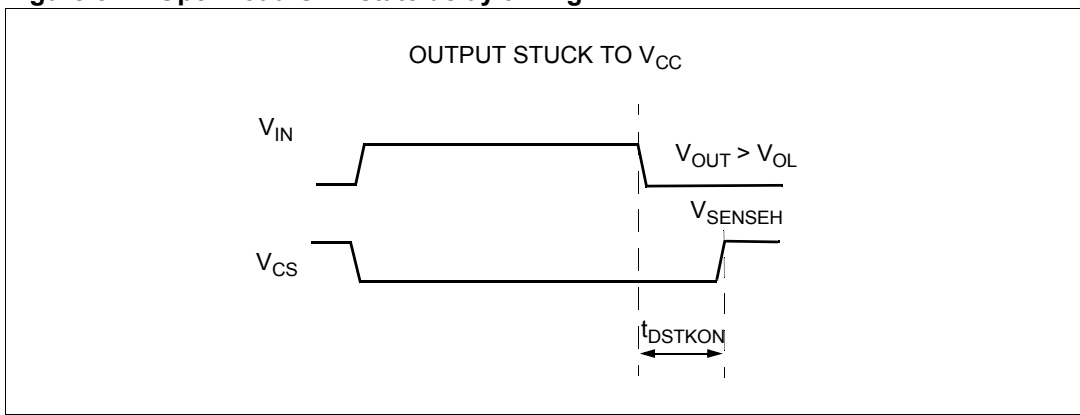 OUTPUT STUCK TO VCC
VIN
VOUT > VOL
VSENSEH
VCS
tDSTKON